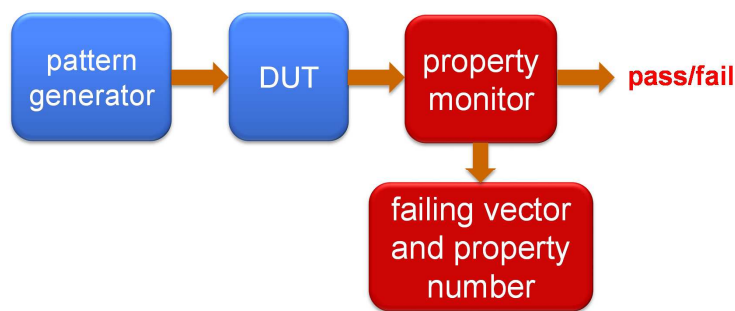 pattern
generator
DUT
property
monitor
pass/fail
failing vector
and property
number